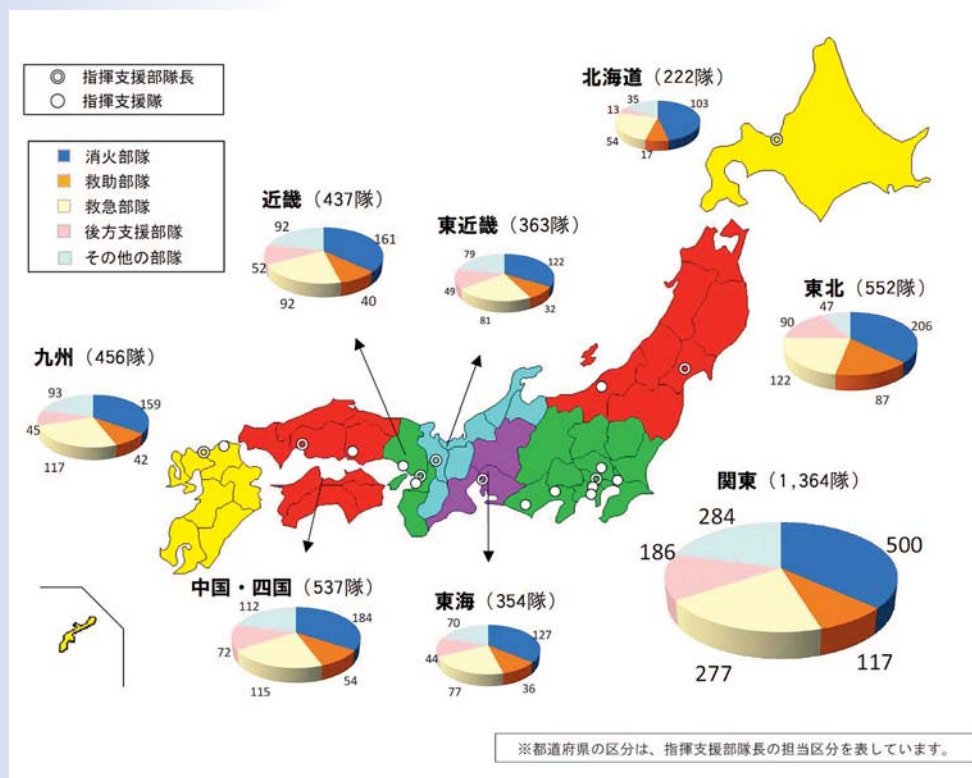 ◎ 指揮支援部隊長
○ 指揮支援隊
消火部隊
救助部隊
救急部隊
後方支援部隊
その他の部隊
北海道（222隊）
35
103
13
54
17
近畿（437隊）
92
161
52
92
40
東近畿（363隊）
79
122
49
81
32
東北（552隊）
47
90
206
122
87
九州（456隊）
93
159
45
117
42
関東（1,364隊）
284
500
186
277
117
中国・四国（537隊）
112
184
72
115
54
東海（354隊）
70
127
44
77
36
※都道府県の区分は、指揮支援部隊長の担当区分を表しています。